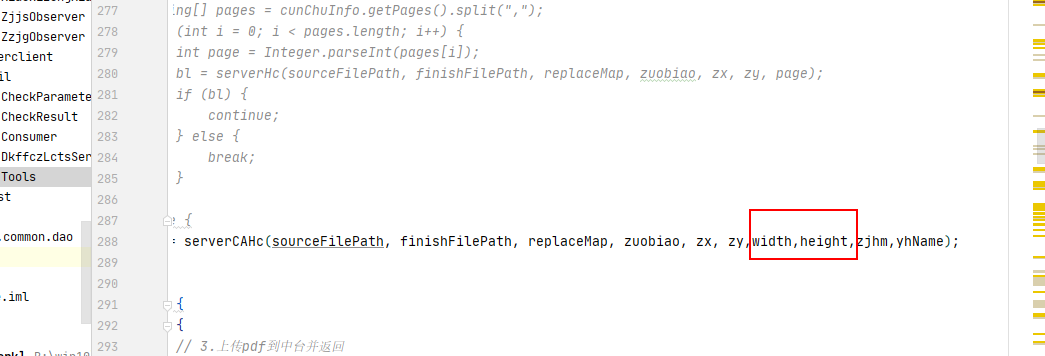 ZjjsObserver
ZzjgObserver
erclient
il
CheckParamete
CheckResult
Consumer
DkffczLctsSer
Tools
st
.common.dao
e.iml
277 ing[] pages = cunChuInfo.getPages().split(",");
278 (int i = 0; i < pages.length; i++) {
279 int page = Integer.parseInt(pages[i]);
280 bl = serverHc(sourceFilePath, finishFilePath, replaceMap, zuobiao, zx, zy, page);
281 if (bl) {
282 continue;
283 } else {
284 break;
285 }
286
287 {
288 = serverCAHc(sourceFilePath, finishFilePath, replaceMap, zuobiao, zx, zy,width,height,zjhm,yhName);
289
290
291 {
292 {
293 // 3.上传pdf到中台并返回